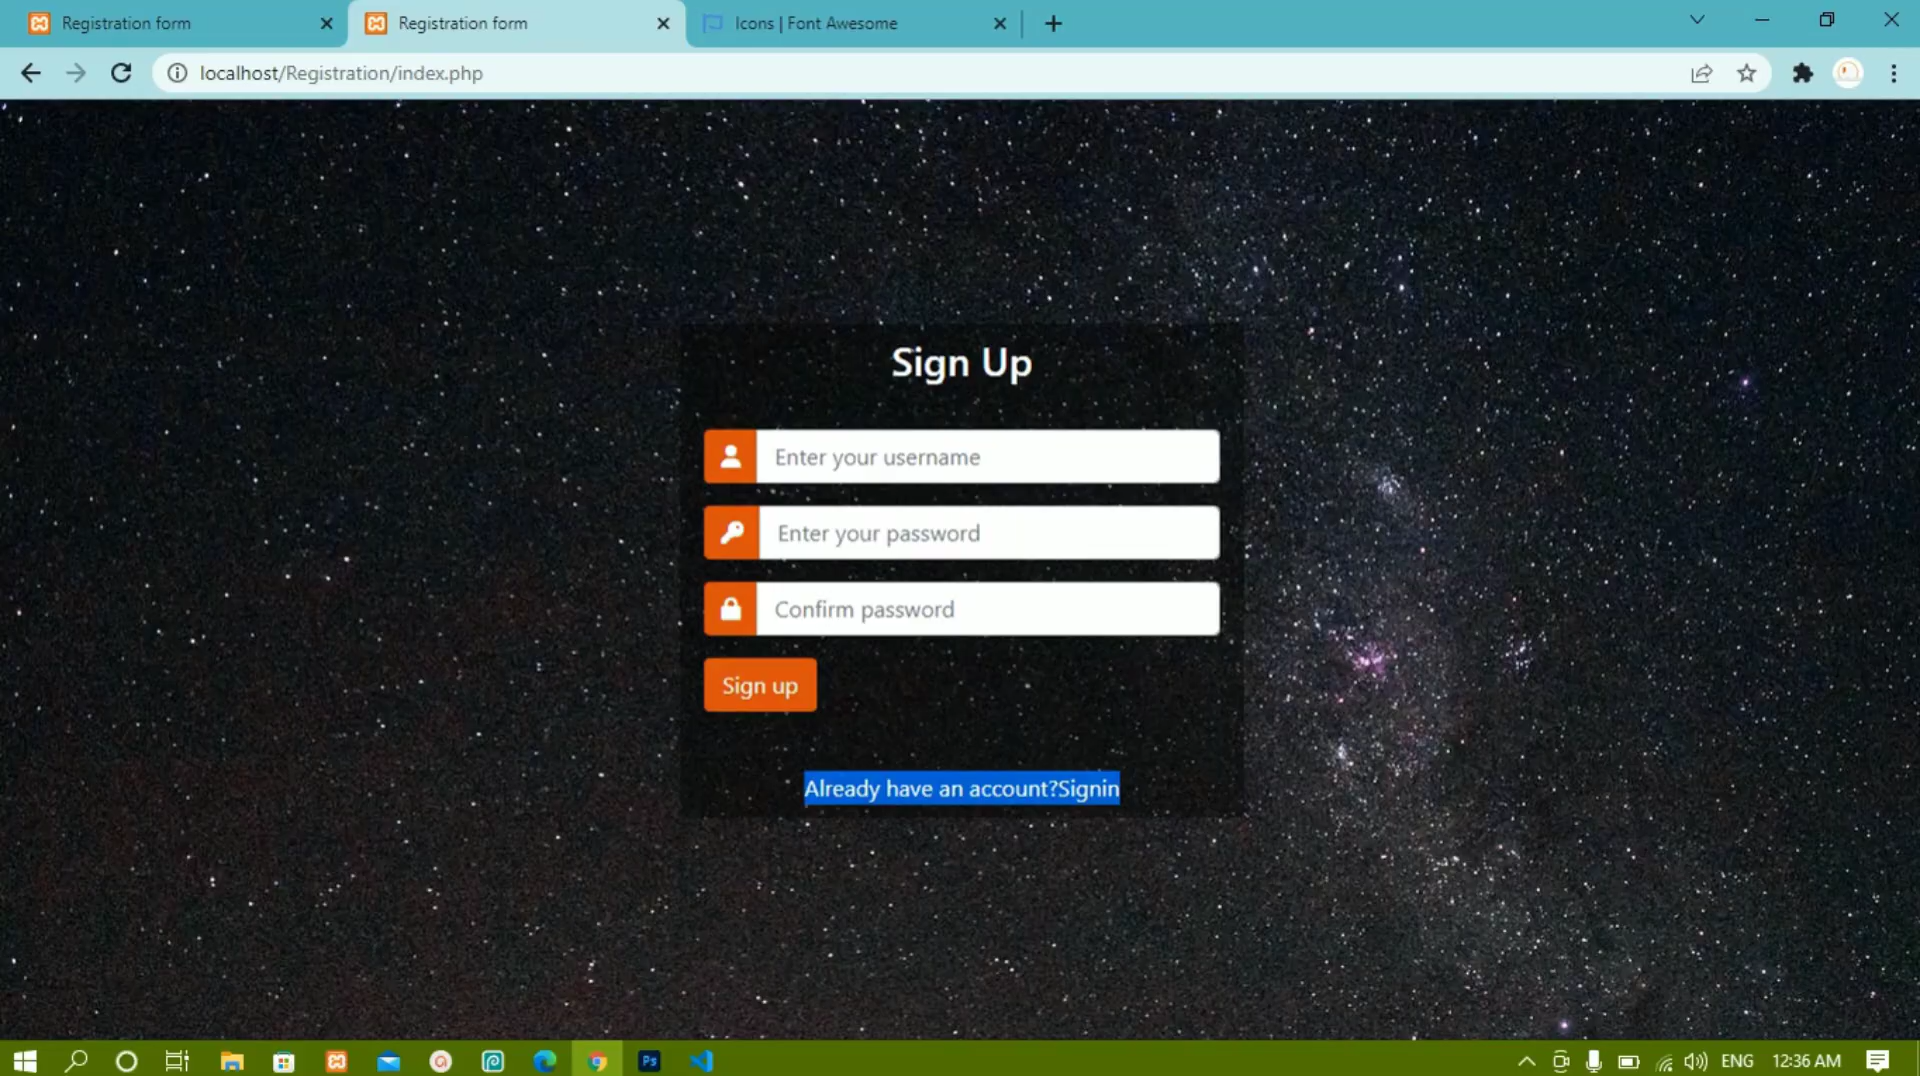 Registration form
Registration form
Icons | Font Awesome
localhost/Registration/index.php
Sign Up
Enter your username
Enter your password
Confirm password
Sign up
Already have an account?Signin
Ps
ENG
12:36 AM